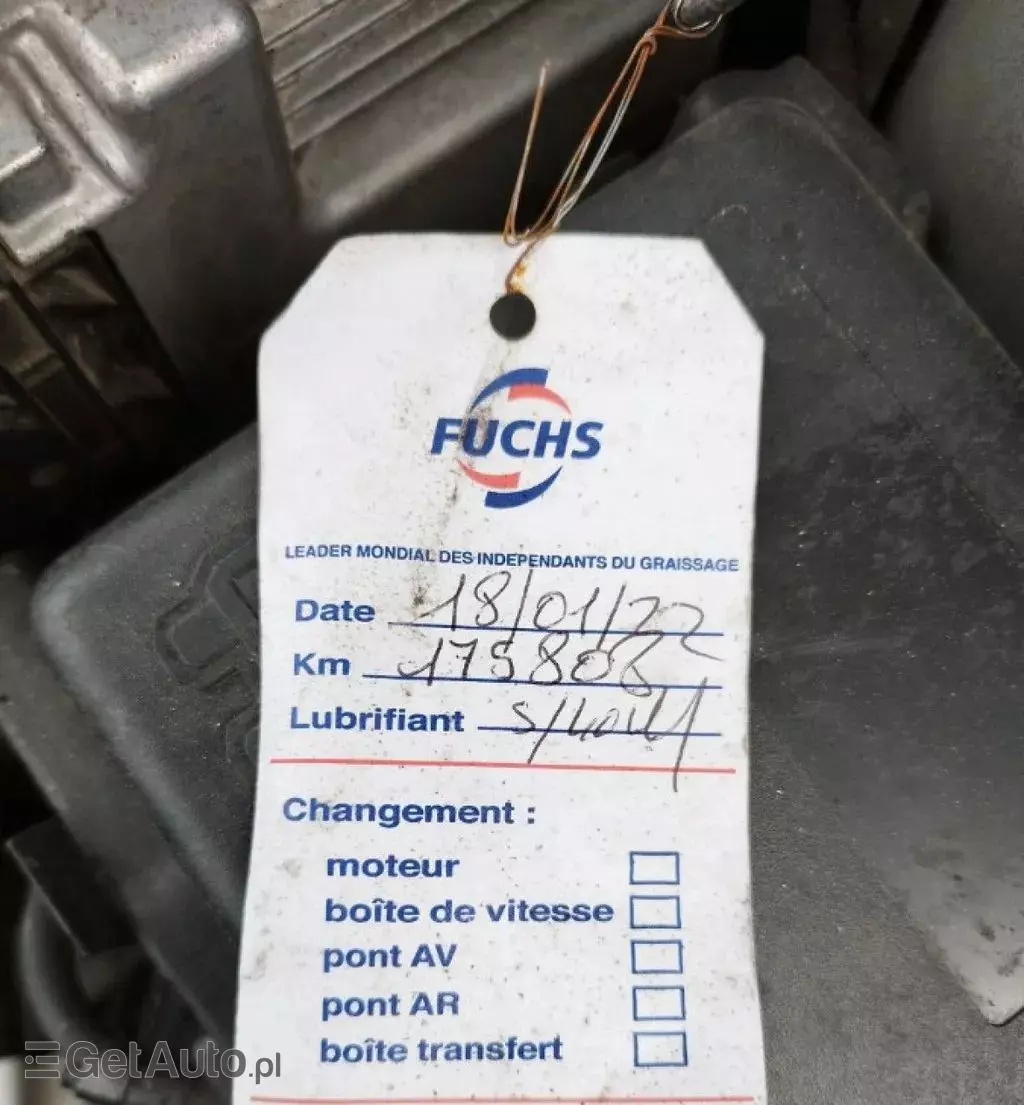 FUCHS
LEADER MONDIAL DES INDEPENDANTS DU GRAISSAGE
Date 18/01/22
Km 175803
Lubrifiant
Changement :
moteur
boîte de vitesse
pont AV
pont AR
boîte transfert
GetAuto.pl